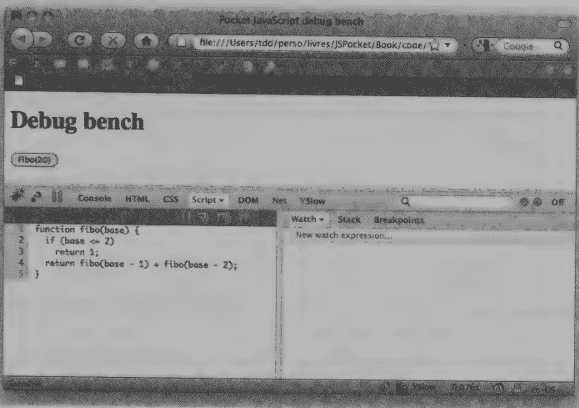 Pocket JavaScript debug bench
file:///Users/tdd/perso/livres/JSPocket/Book/code/
Google
Debug bench
Fibo(20)
Console HTML CSS Script DOM Net YSlow Off
Watch Stack Breakpoints
New watch expression...
1 function fibo(base) {
2 if (base <= 2)
3 return 1;
4 return fibo(base - 1) + fibo(base - 2);
5 }
YSlow